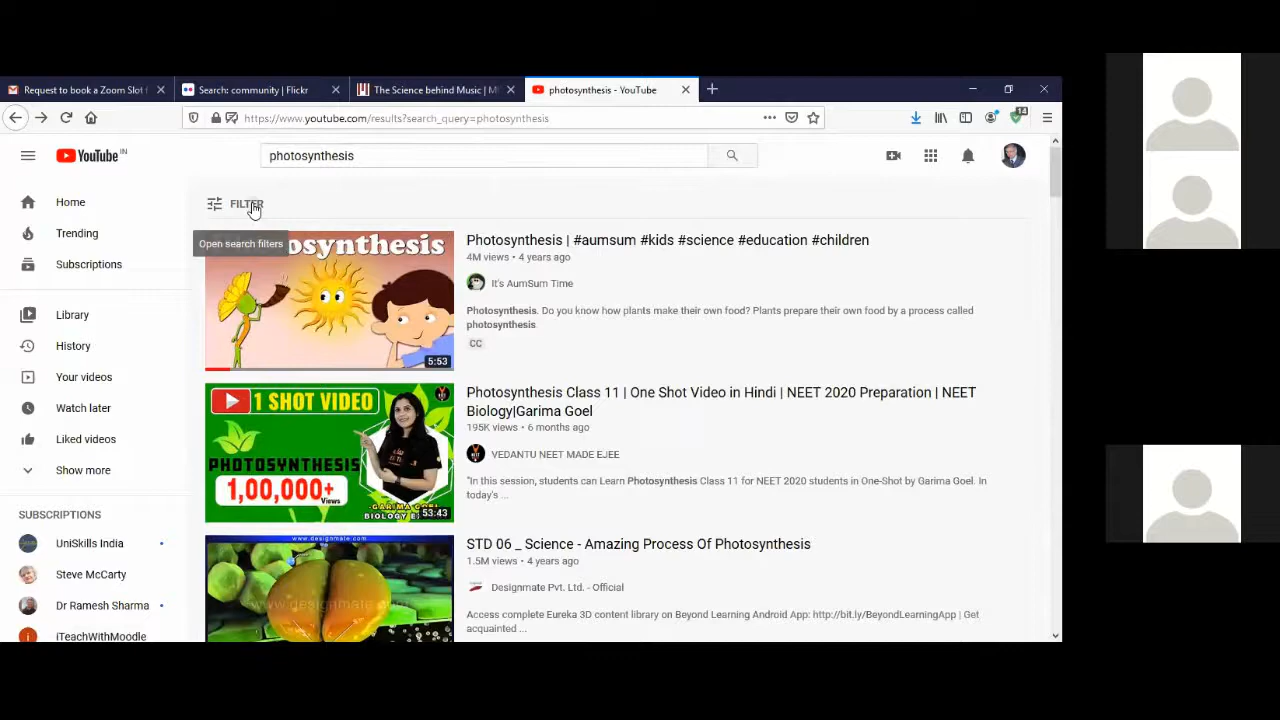 Request to book a Zoom Slot f
Search: community | Flickr
The Science behind Music | M
photosynthesis - YouTube
https://www.youtube.com/results?search_query=photosynthesis
14
YouTube IN
photosynthesis
Home
Trending
Subscriptions
Library
History
Your videos
Watch later
Liked videos
Show more
SUBSCRIPTIONS
UniSkills India
Steve McCarty
Dr Ramesh Sharma
iTeachWithMoodle
FILTER
Open search filters
osynthesis
5:53
Photosynthesis | #aumsum #kids #science #education #children
4M views • 4 years ago
It's AumSum Time
Photosynthesis. Do you know how plants make their own food? Plants prepare their own food by a process called
photosynthesis.
CC
1 SHOT VIDEO
PHOTOSYNTHESIS
1,00,000+
Views
-GARIMA GOEL
53:43
Photosynthesis Class 11 | One Shot Video in Hindi | NEET 2020 Preparation | NEET
Biology|Garima Goel
195K views • 6 months ago
VEDANTU NEET MADE EJEE
"In this session, students can Learn Photosynthesis Class 11 for NEET 2020 students in One-Shot by Garima Goel. In
today's ...
www.designmate.com
www.designmate.com
STD 06 _ Science - Amazing Process Of Photosynthesis
1.5M views • 4 years ago
Designmate Pvt. Ltd. - Official
Access complete Eureka 3D content library on Beyond Learning Android App: http://bit.ly/BeyondLearningApp | Get
acquainted ...